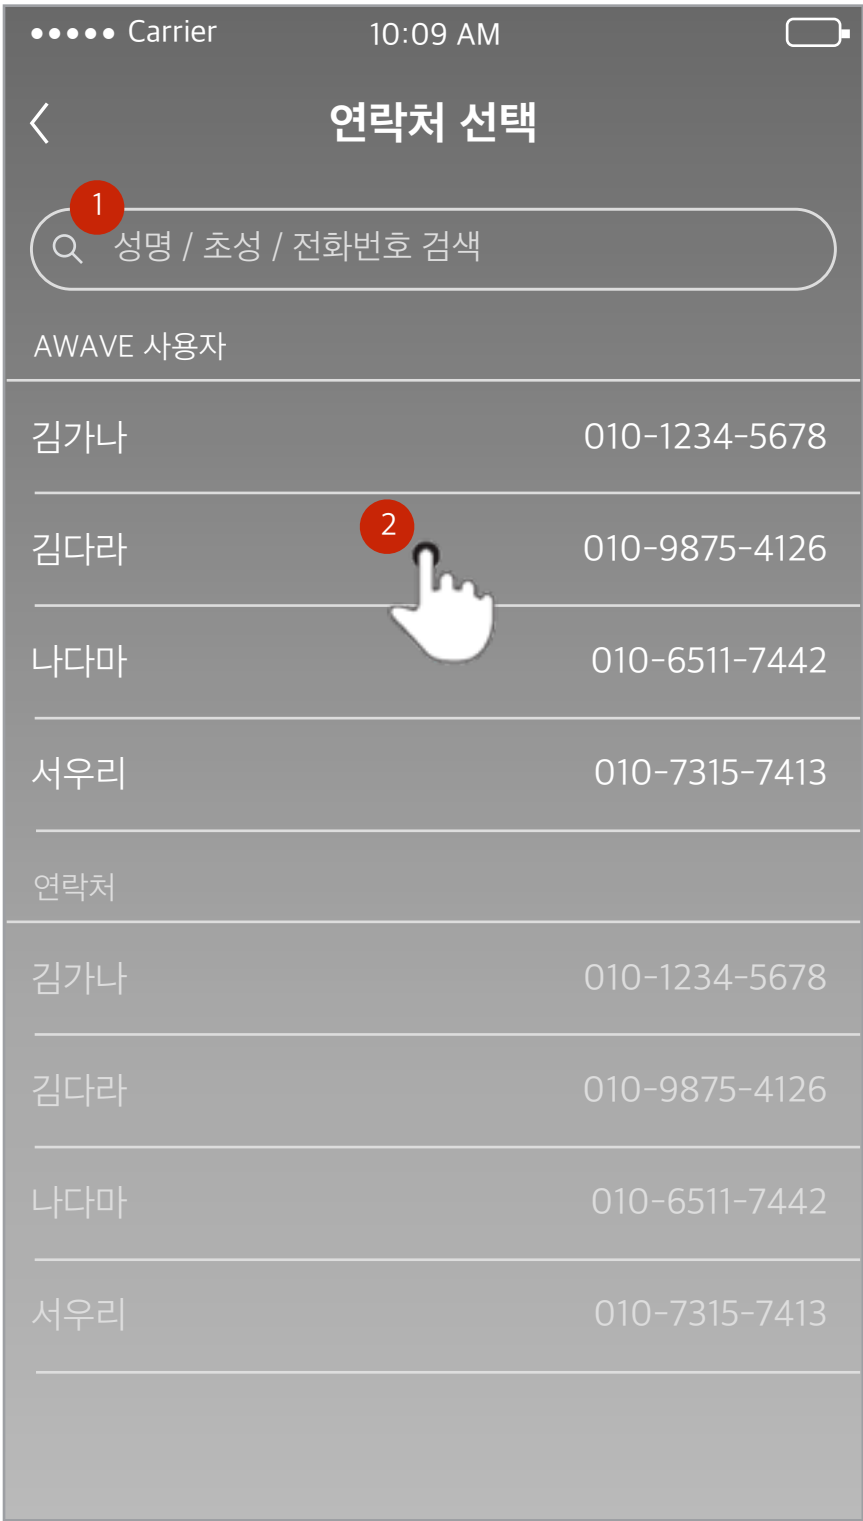 Carrier 10:09 AM
연락처 선택
1
성명 / 초성 / 전화번호 검색
AWAVE 사용자
김가나 010-1234-5678
2
김다라 010-9875-4126
나다마 010-6511-7442
서우리 010-7315-7413
연락처
김가나 010-1234-5678
김다라 010-9875-4126
나다마 010-6511-7442
서우리 010-7315-7413